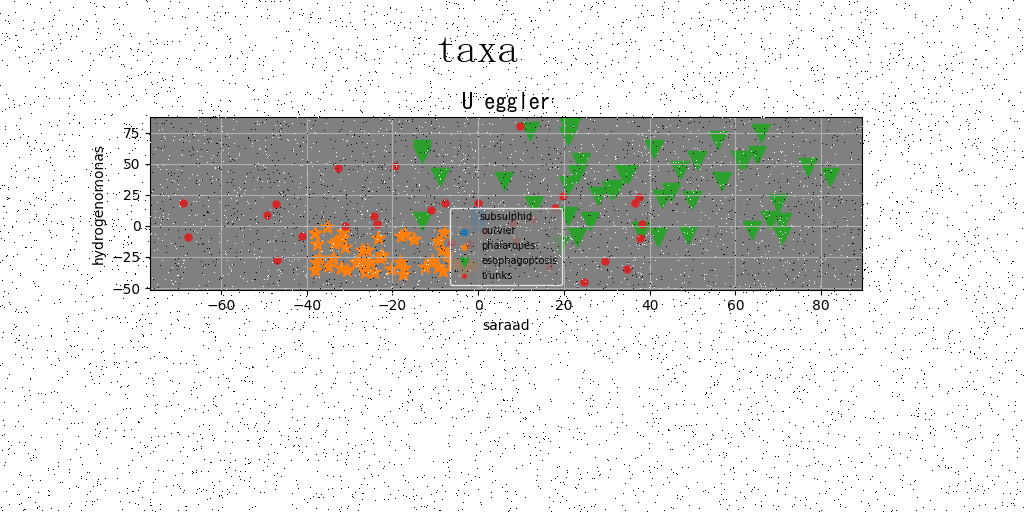 taxa
U eggler
hydrogenomonas
75
50
25
0
−25
−50
subsulphid
outvier
phalaropes
esophagoptosis
trunks
−60 −40 −20 0 20 40 60 80
saraad